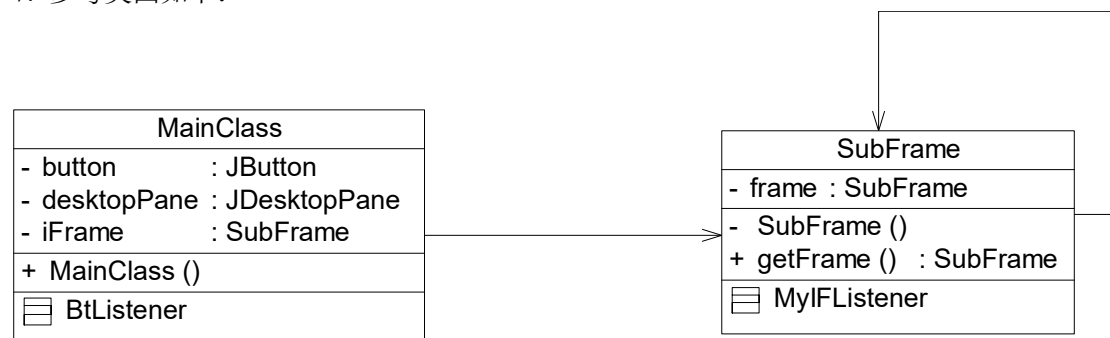 MainClass
- button : JButton
- desktopPane : JDesktopPane
- iFrame : SubFrame
+ MainClass ()
BtListener
SubFrame
- frame : SubFrame
- SubFrame ()
+ getFrame () : SubFrame
MyIFListener